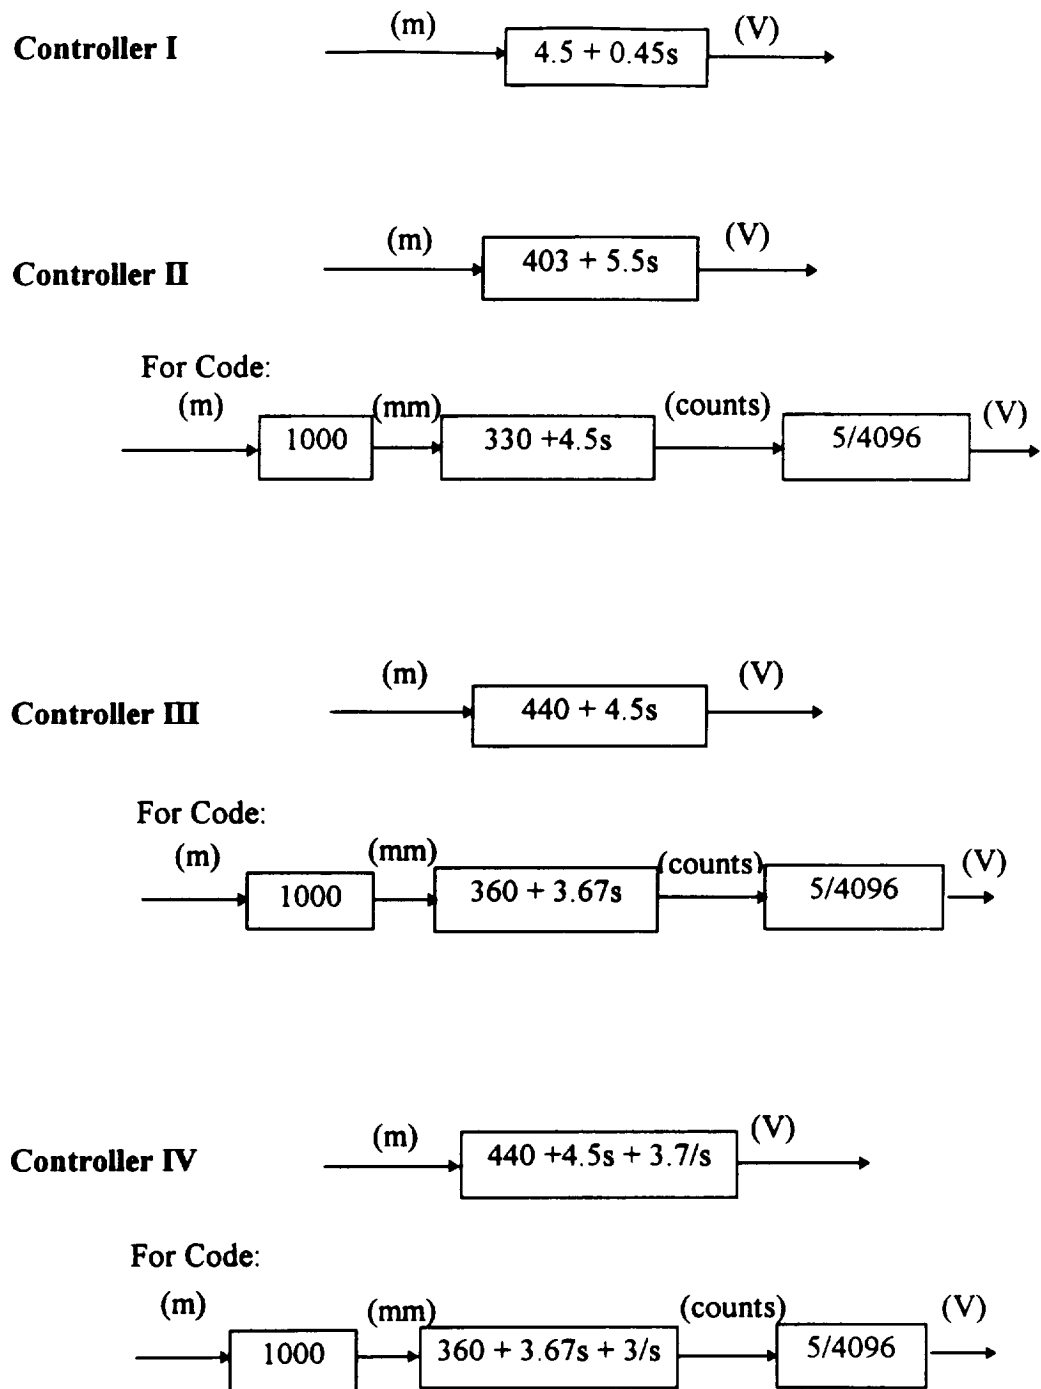 (m)
(V)
Controller I
4.5 + 0.45s
(m)
(V)
Controller II
403 + 5.5s
For Code:
(m)
(mm)
(counts)
(V)
1000
330 +4.5s
5/4096
(m)
(V)
Controller III
440 + 4.5s
For Code:
(m)
(mm)
(counts)
(V)
1000
360 + 3.67s
5/4096
(m)
(V)
Controller IV
440 +4.5s + 3.7/s
For Code:
(m)
(mm)
(counts)
(V)
1000
360 + 3.67s + 3/s
5/4096